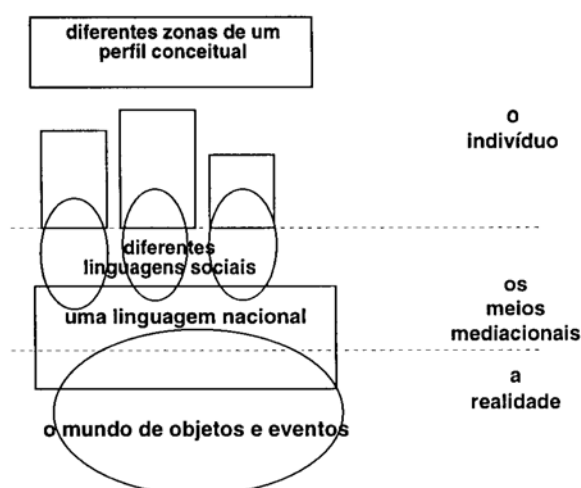 diferentes zonas de um
perfil conceitual
o
indivíduo
diferentes
linguagens sociais
os
meios
mediacionais
uma linguagem nacional
a
realidade
o mundo de objetos e eventos